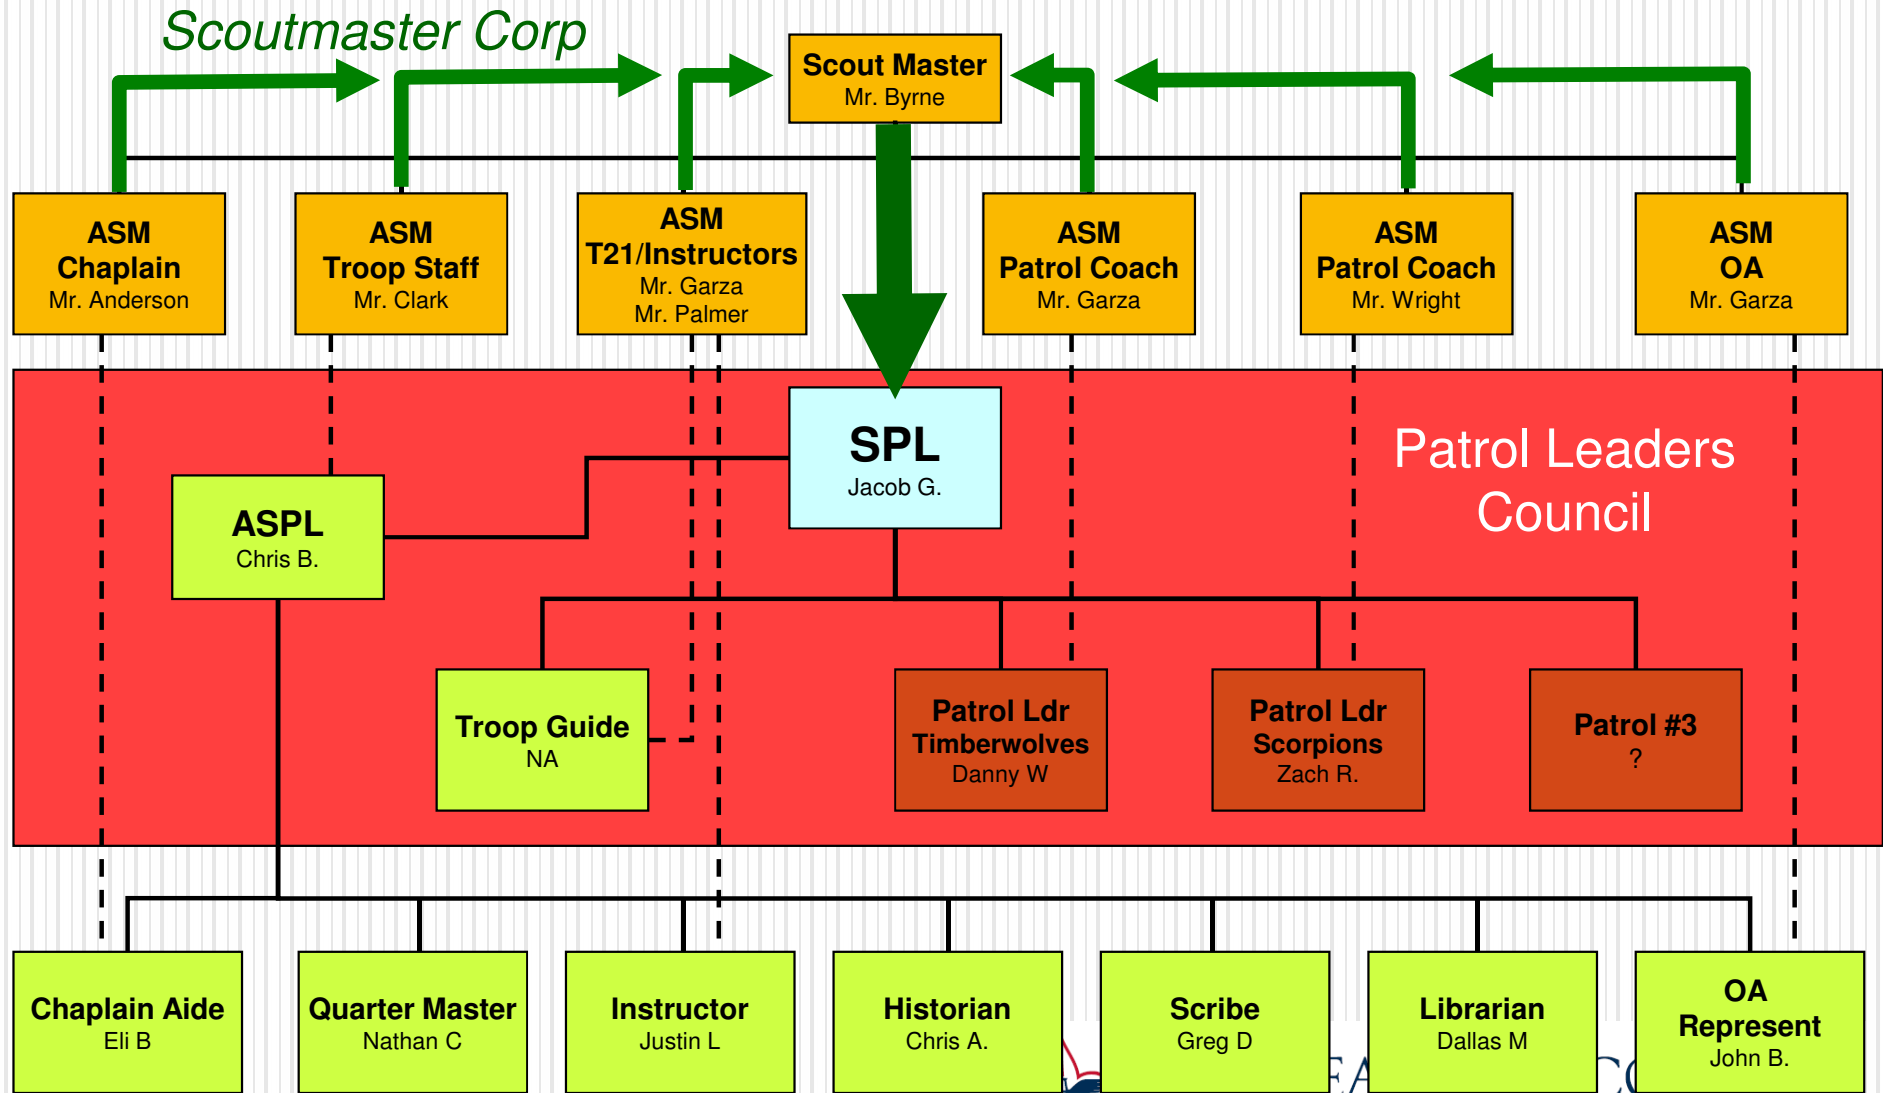 Scoutmaster Corp
Scout Master
Mr. Byrne
ASM
Chaplain
Mr. Anderson
ASM
Troop Staff
Mr. Clark
ASM
T21/Instructors
Mr. Garza
Mr. Palmer
ASM
Patrol Coach
Mr. Garza
ASM
Patrol Coach
Mr. Wright
ASM
OA
Mr. Garza
Patrol Leaders
Council
SPL
Jacob G.
ASPL
Chris B.
Troop Guide
NA
Patrol Ldr
Timberwolves
Danny W
Patrol Ldr
Scorpions
Zach R.
Patrol #3
?
Chaplain Aide
Eli B
Quarter Master
Nathan C
Instructor
Justin L
Historian
Chris A.
Scribe
Greg D
Librarian
Dallas M
OA
Represent
John B.